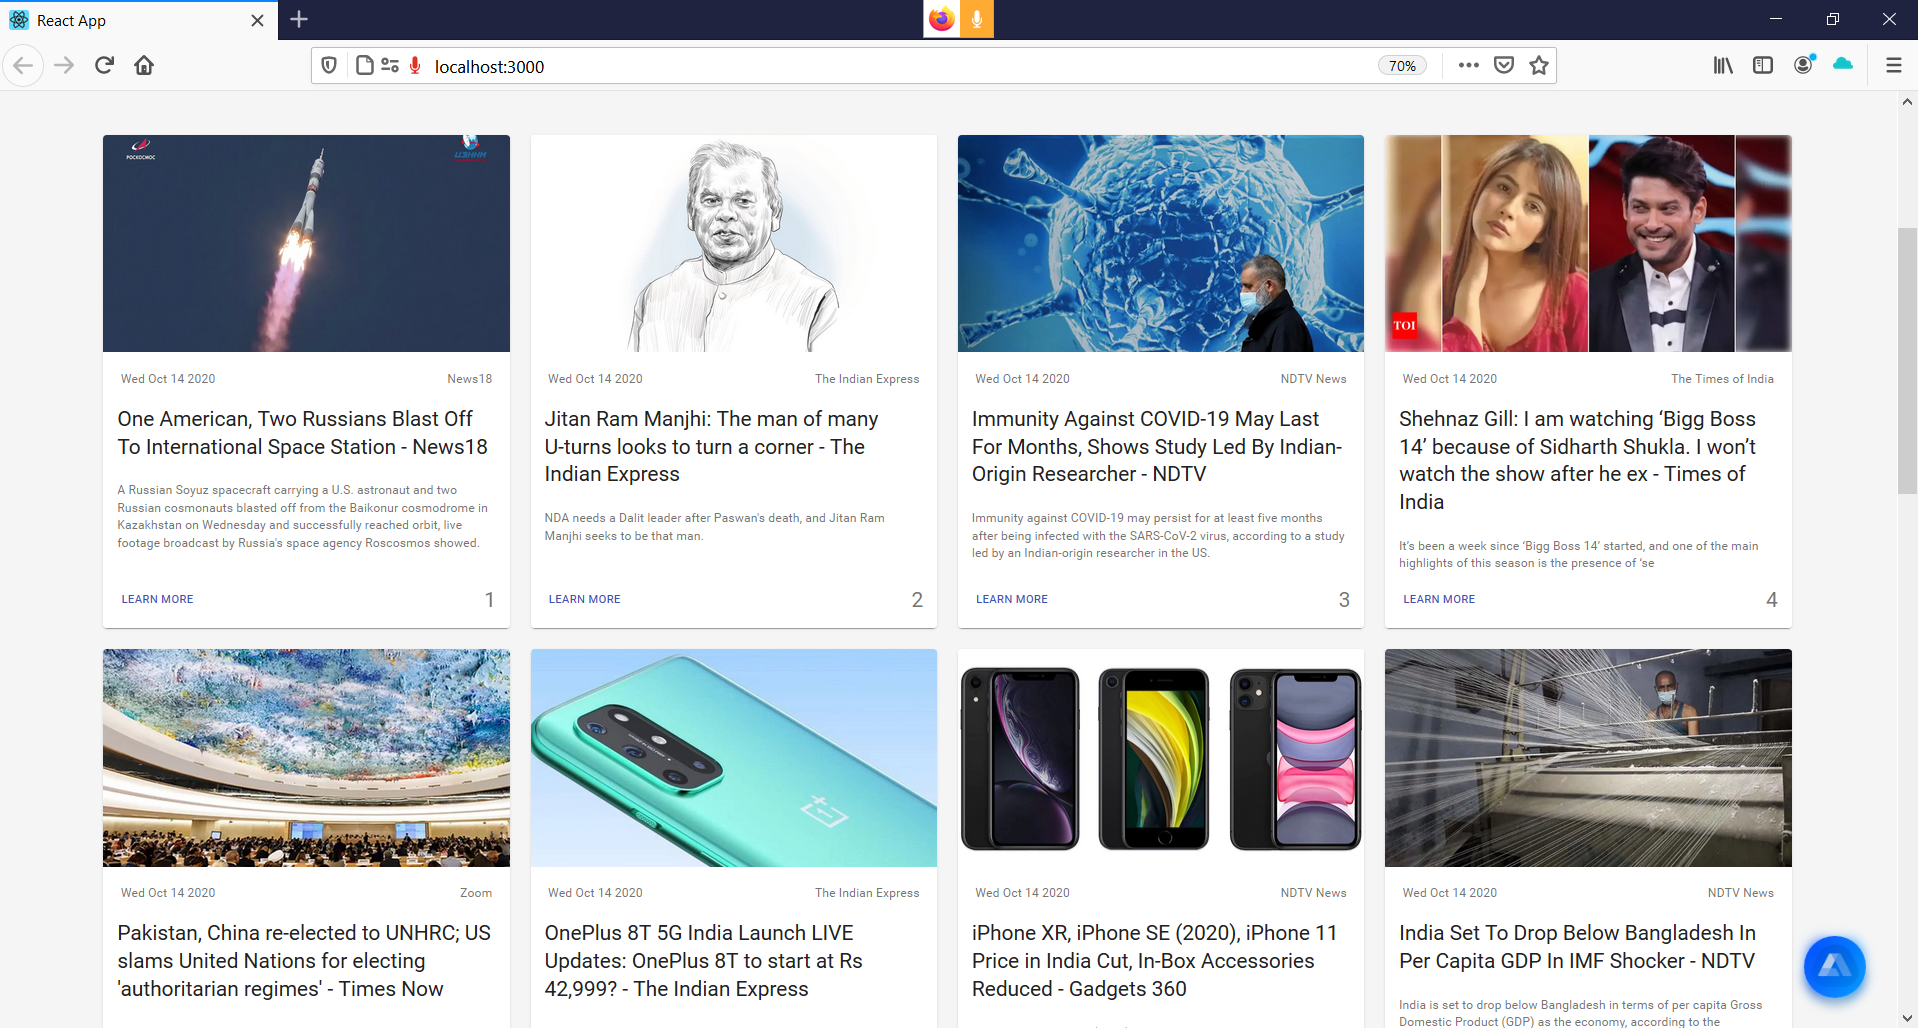 React App
localhost:3000
70%
РОСКОСМОС
ЦЭННИ
TOI
Wed Oct 14 2020 News18
One American, Two Russians Blast Off
To International Space Station - News18
A Russian Soyuz spacecraft carrying a U.S. astronaut and two
Russian cosmonauts blasted off from the Baikonur cosmodrome in
Kazakhstan on Wednesday and successfully reached orbit, live
footage broadcast by Russia's space agency Roscosmos showed.
LEARN MORE 1
Wed Oct 14 2020 The Indian Express
Jitan Ram Manjhi: The man of many
U-turns looks to turn a corner - The
Indian Express
NDA needs a Dalit leader after Paswan's death, and Jitan Ram
Manjhi seeks to be that man.
LEARN MORE 2
Wed Oct 14 2020 NDTV News
Immunity Against COVID-19 May Last
For Months, Shows Study Led By Indian-
Origin Researcher - NDTV
Immunity against COVID-19 may persist for at least five months
after being infected with the SARS-CoV-2 virus, according to a study
led by an Indian-origin researcher in the US.
LEARN MORE 3
Wed Oct 14 2020 The Times of India
Shehnaz Gill: I am watching ‘Bigg Boss
14’ because of Sidharth Shukla. I won’t
watch the show after he ex - Times of
India
It’s been a week since ‘Bigg Boss 14’ started, and one of the main
highlights of this season is the presence of ‘se
LEARN MORE 4
Wed Oct 14 2020 Zoom
Pakistan, China re-elected to UNHRC; US
slams United Nations for electing
'authoritarian regimes' - Times Now
Wed Oct 14 2020 The Indian Express
OnePlus 8T 5G India Launch LIVE
Updates: OnePlus 8T to start at Rs
42,999? - The Indian Express
Wed Oct 14 2020 NDTV News
iPhone XR, iPhone SE (2020), iPhone 11
Price in India Cut, In-Box Accessories
Reduced - Gadgets 360
Wed Oct 14 2020 NDTV News
India Set To Drop Below Bangladesh In
Per Capita GDP In IMF Shocker - NDTV
India is set to drop below Bangladesh in terms of per capita Gross
Domestic Product (GDP) as the economy, according to the